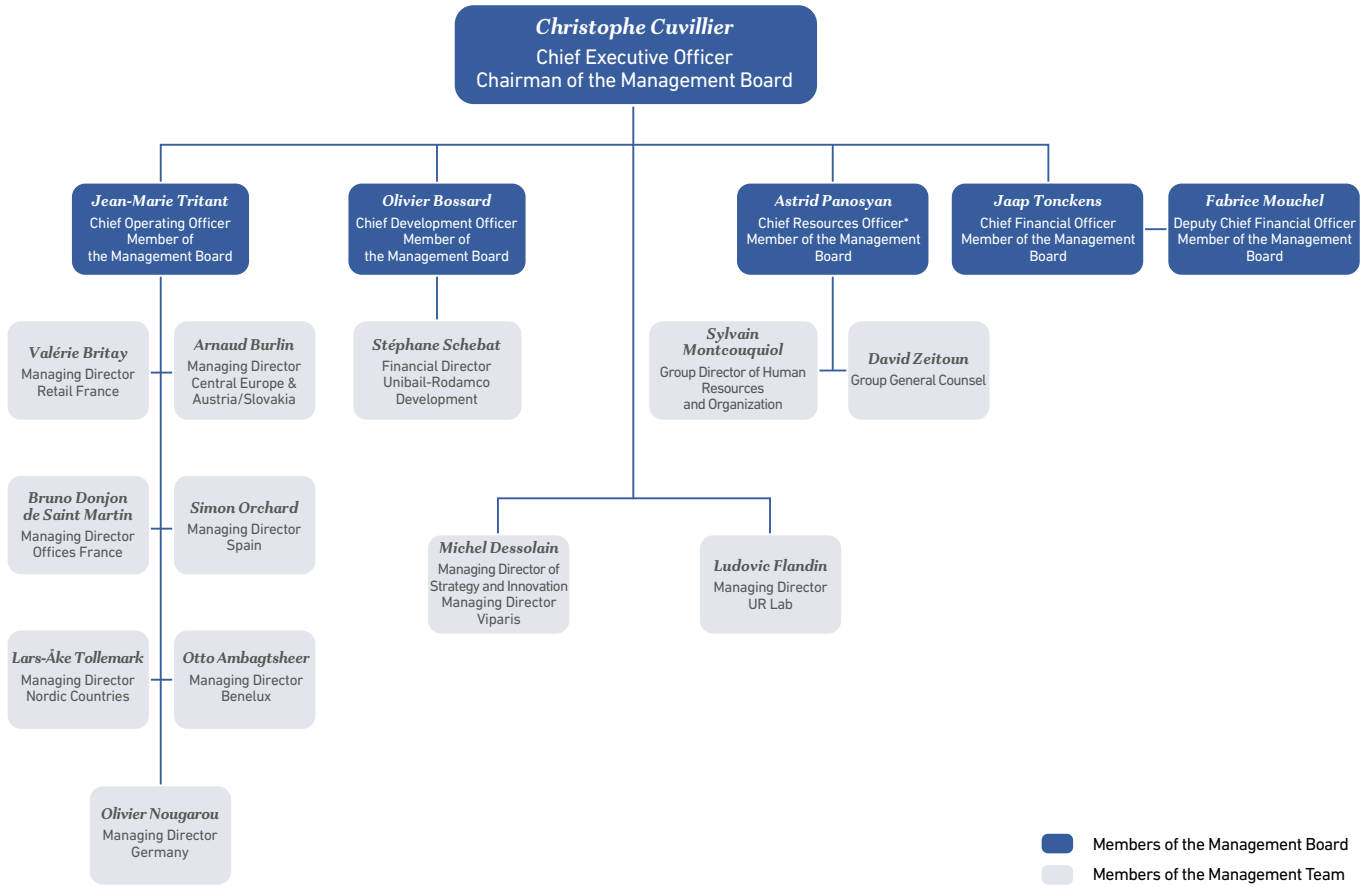 Christophe Cuvillier
Chief Executive Officer
Chairman of the Management Board
Jean-Marie Tritant
Chief Operating Officer
Member of
the Management Board
Olivier Bossard
Chief Development Officer
Member of
the Management Board
Astrid Panosyan
Chief Resources Officer*
Member of the Management
Board
Jaap Tonckens
Chief Financial Officer
Member of the Management
Board
Fabrice Mouchel
Deputy Chief Financial Officer
Member of the Management
Board
Valérie Britay
Managing Director
Retail France
Arnaud Burlin
Managing Director
Central Europe &
Austria/Slovakia
Stéphane Schebat
Financial Director
Unibail-Rodamco
Development
Sylvain
Montcouquiol
Group Director of Human
Resources
and Organization
David Zeitoun
Group General Counsel
Bruno Donjon
de Saint Martin
Managing Director
Offices France
Simon Orchard
Managing Director
Spain
Michel Dessolain
Managing Director of
Strategy and Innovation
Managing Director
Viparis
Ludovic Flandin
Managing Director
UR Lab
Lars-Åke Tollemark
Managing Director
Nordic Countries
Otto Ambagtsheer
Managing Director
Benelux
Olivier Nougarou
Managing Director
Germany
Members of the Management Board
Members of the Management Team